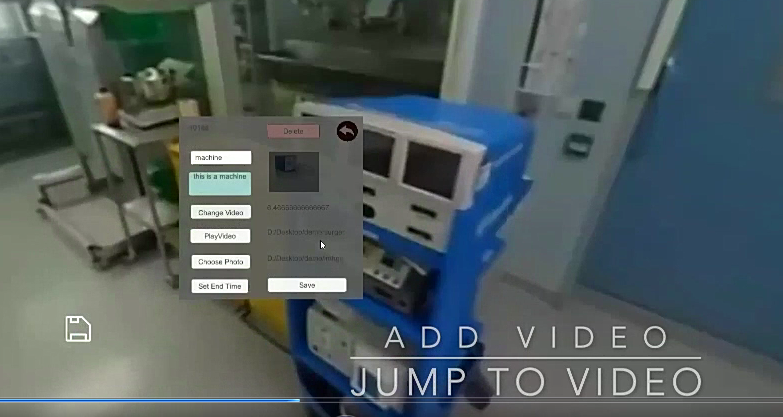 Delete
machine
this is a machine
Change Video
PlayVideo
Choose Photo
Set End Time
Save
ADD VIDEO
JUMP TO VIDEO